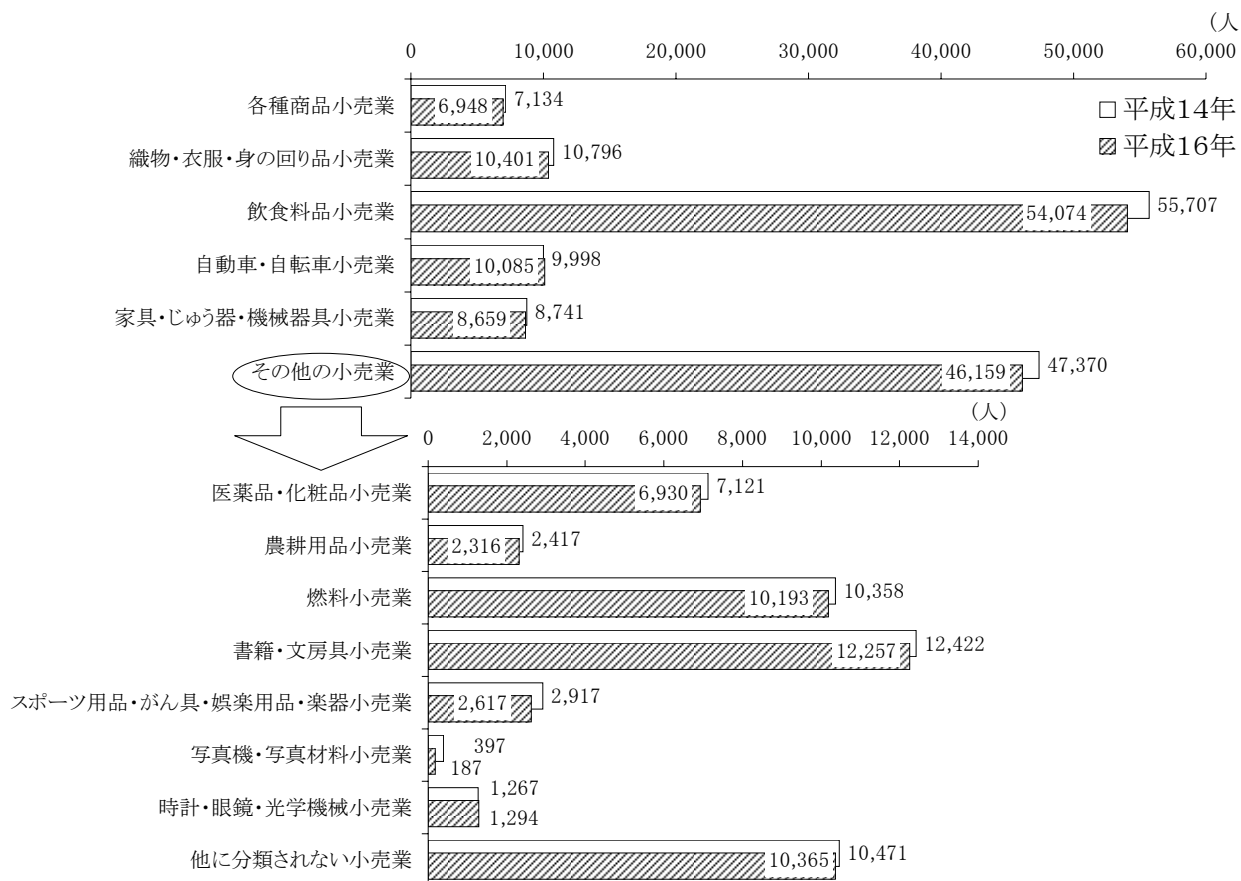 (人
0 10,000 20,000 30,000 40,000 50,000 60,000
□ 平成14年
平成16年
各種商品小売業 6,948 7,134
織物・衣服・身の回り品小売業 10,401 10,796
飲食料品小売業 54,074 55,707
自動車・自転車小売業 10,085 9,998
家具・じゅう器・機械器具小売業 8,659 8,741
その他の小売業 46,159 47,370
(人)
0 2,000 4,000 6,000 8,000 10,000 12,000 14,000
医薬品・化粧品小売業 6,930 7,121
農耕用品小売業 2,316 2,417
燃料小売業 10,193 10,358
書籍・文房具小売業 12,257 12,422
スポーツ用品・がん具・娯楽用品・楽器小売業 2,617 2,917
写真機・写真材料小売業 397 187
時計・眼鏡・光学機械小売業 1,267 1,294
他に分類されない小売業 10,365 10,471